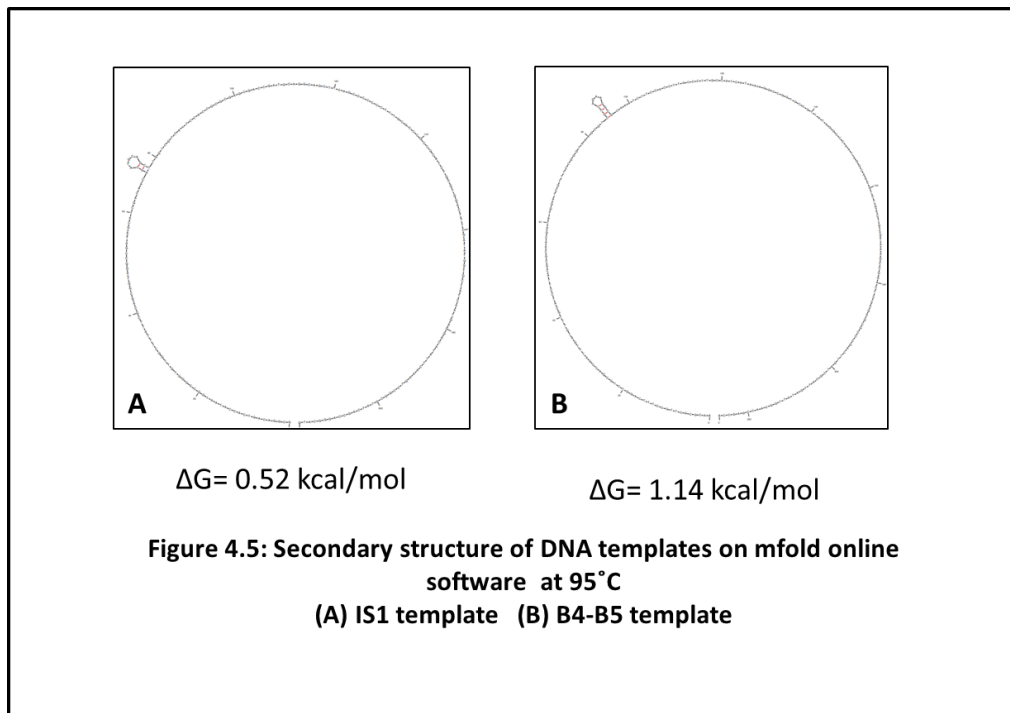 A
B
ΔG= 0.52 kcal/mol
ΔG= 1.14 kcal/mol
Figure 4.5: Secondary structure of DNA templates on mfold online
software at 95˚C
(A) IS1 template (B) B4-B5 template